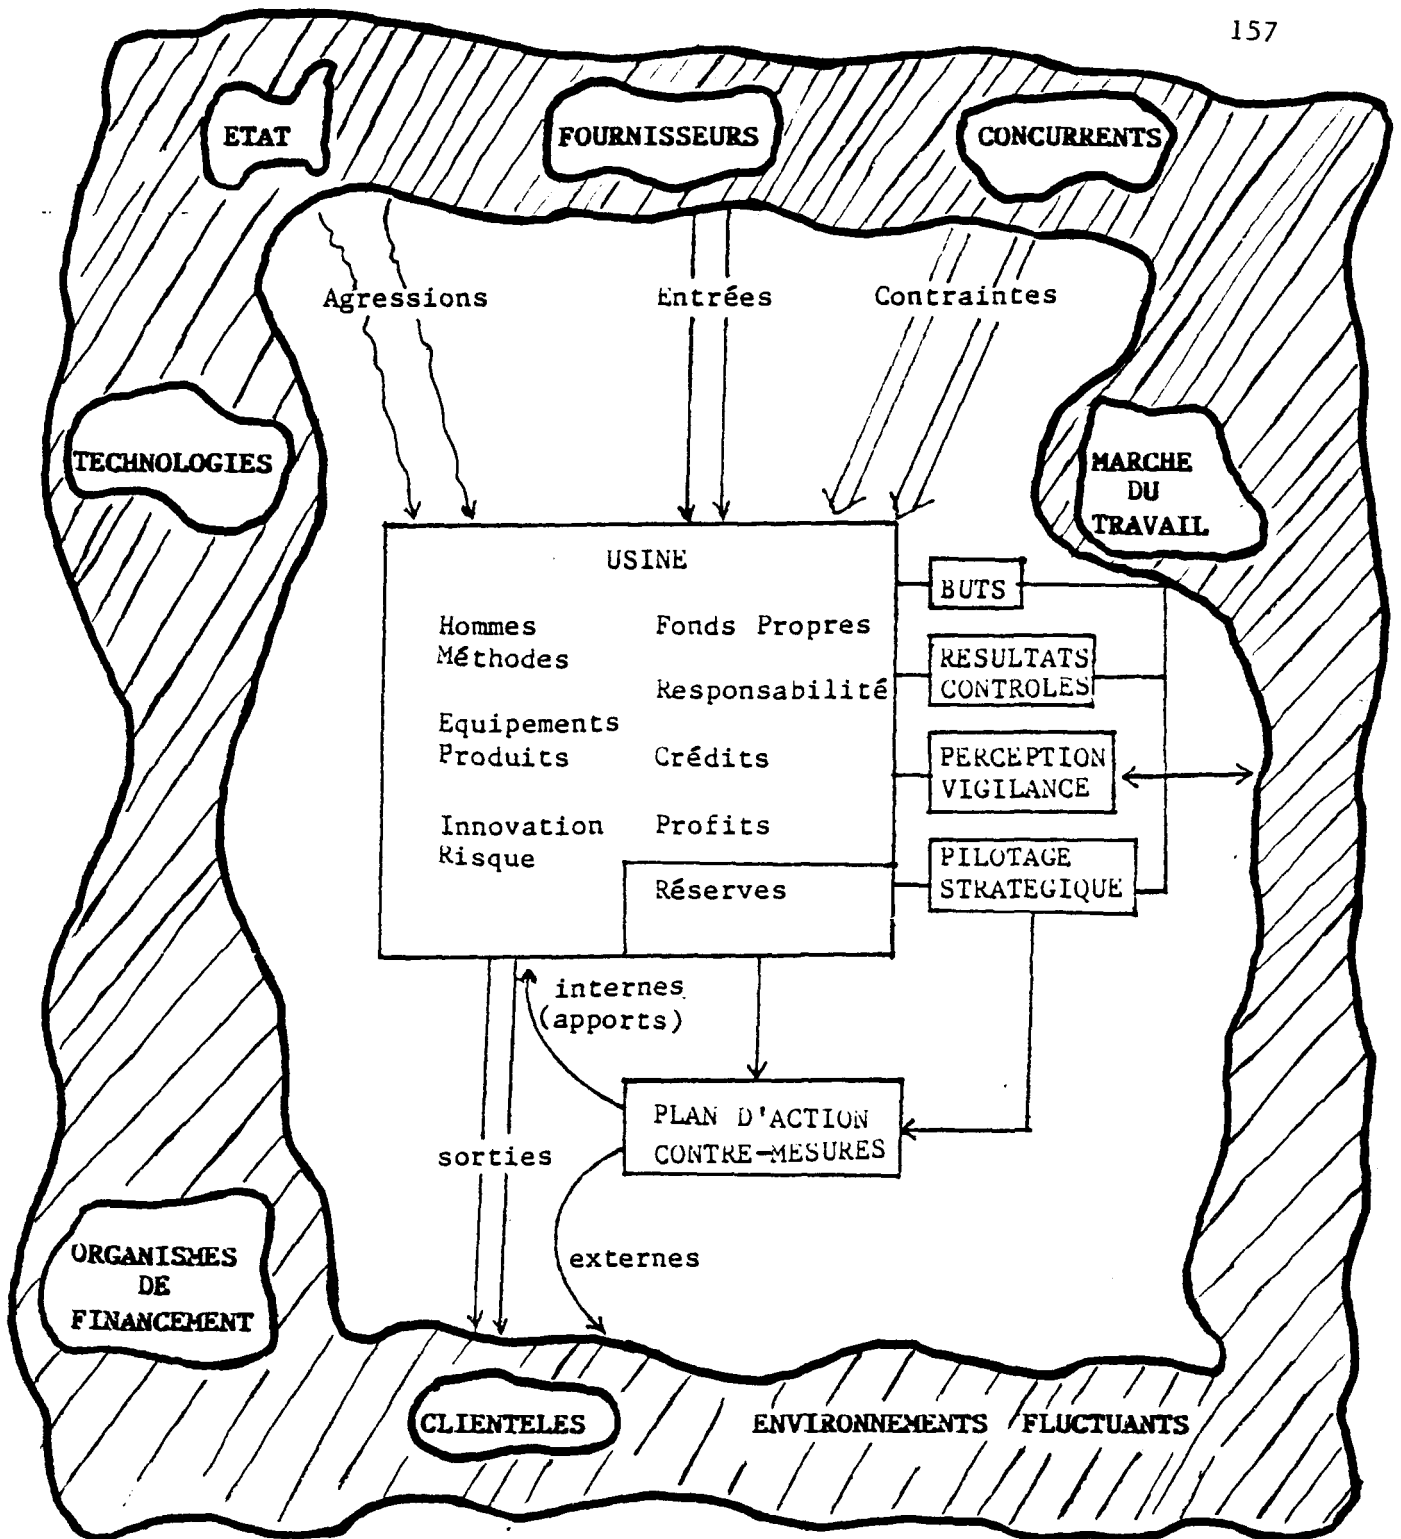 157
ETAT
FOURNISSEURS
CONCURRENTS
Agressions
Entrées
Contraintes
TECHNOLOGIES
MARCHE
DU
TRAVAIL
USINE
Hommes
Méthodes
Equipements
Produits
Innovation
Risque
Fonds Propres
Responsabilité
Crédits
Profits
Réserves
BUTS
RESULTATS
CONTROLES
PERCEPTION
VIGILANCE
PILOTAGE
STRATEGIQUE
internes
(apports)
PLAN D'ACTION
CONTRE-MESURES
sorties
externes
ORGANISMES
DE
FINANCEMENT
CLIENTELES
ENVIRONNEMENTS FLUCTUANTS